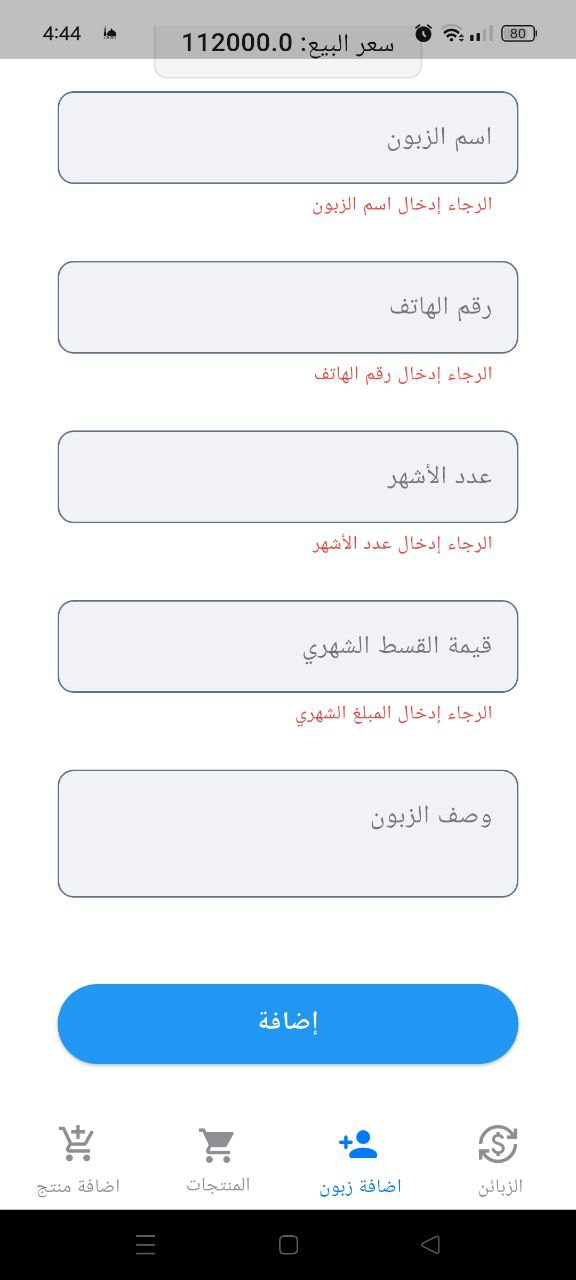 4:44
80
سعر البيع: 112000.0
اسم الزبون
الرجاء إدخال اسم الزبون
رقم الهاتف
الرجاء إدخال رقم الهاتف
عدد الأشهر
الرجاء إدخال عدد الأشهر
قيمة القسط الشهري
الرجاء إدخال المبلغ الشهري
وصف الزبون
إضافة
الزبائن
اضافة زبون
المنتجات
اضافة منتج